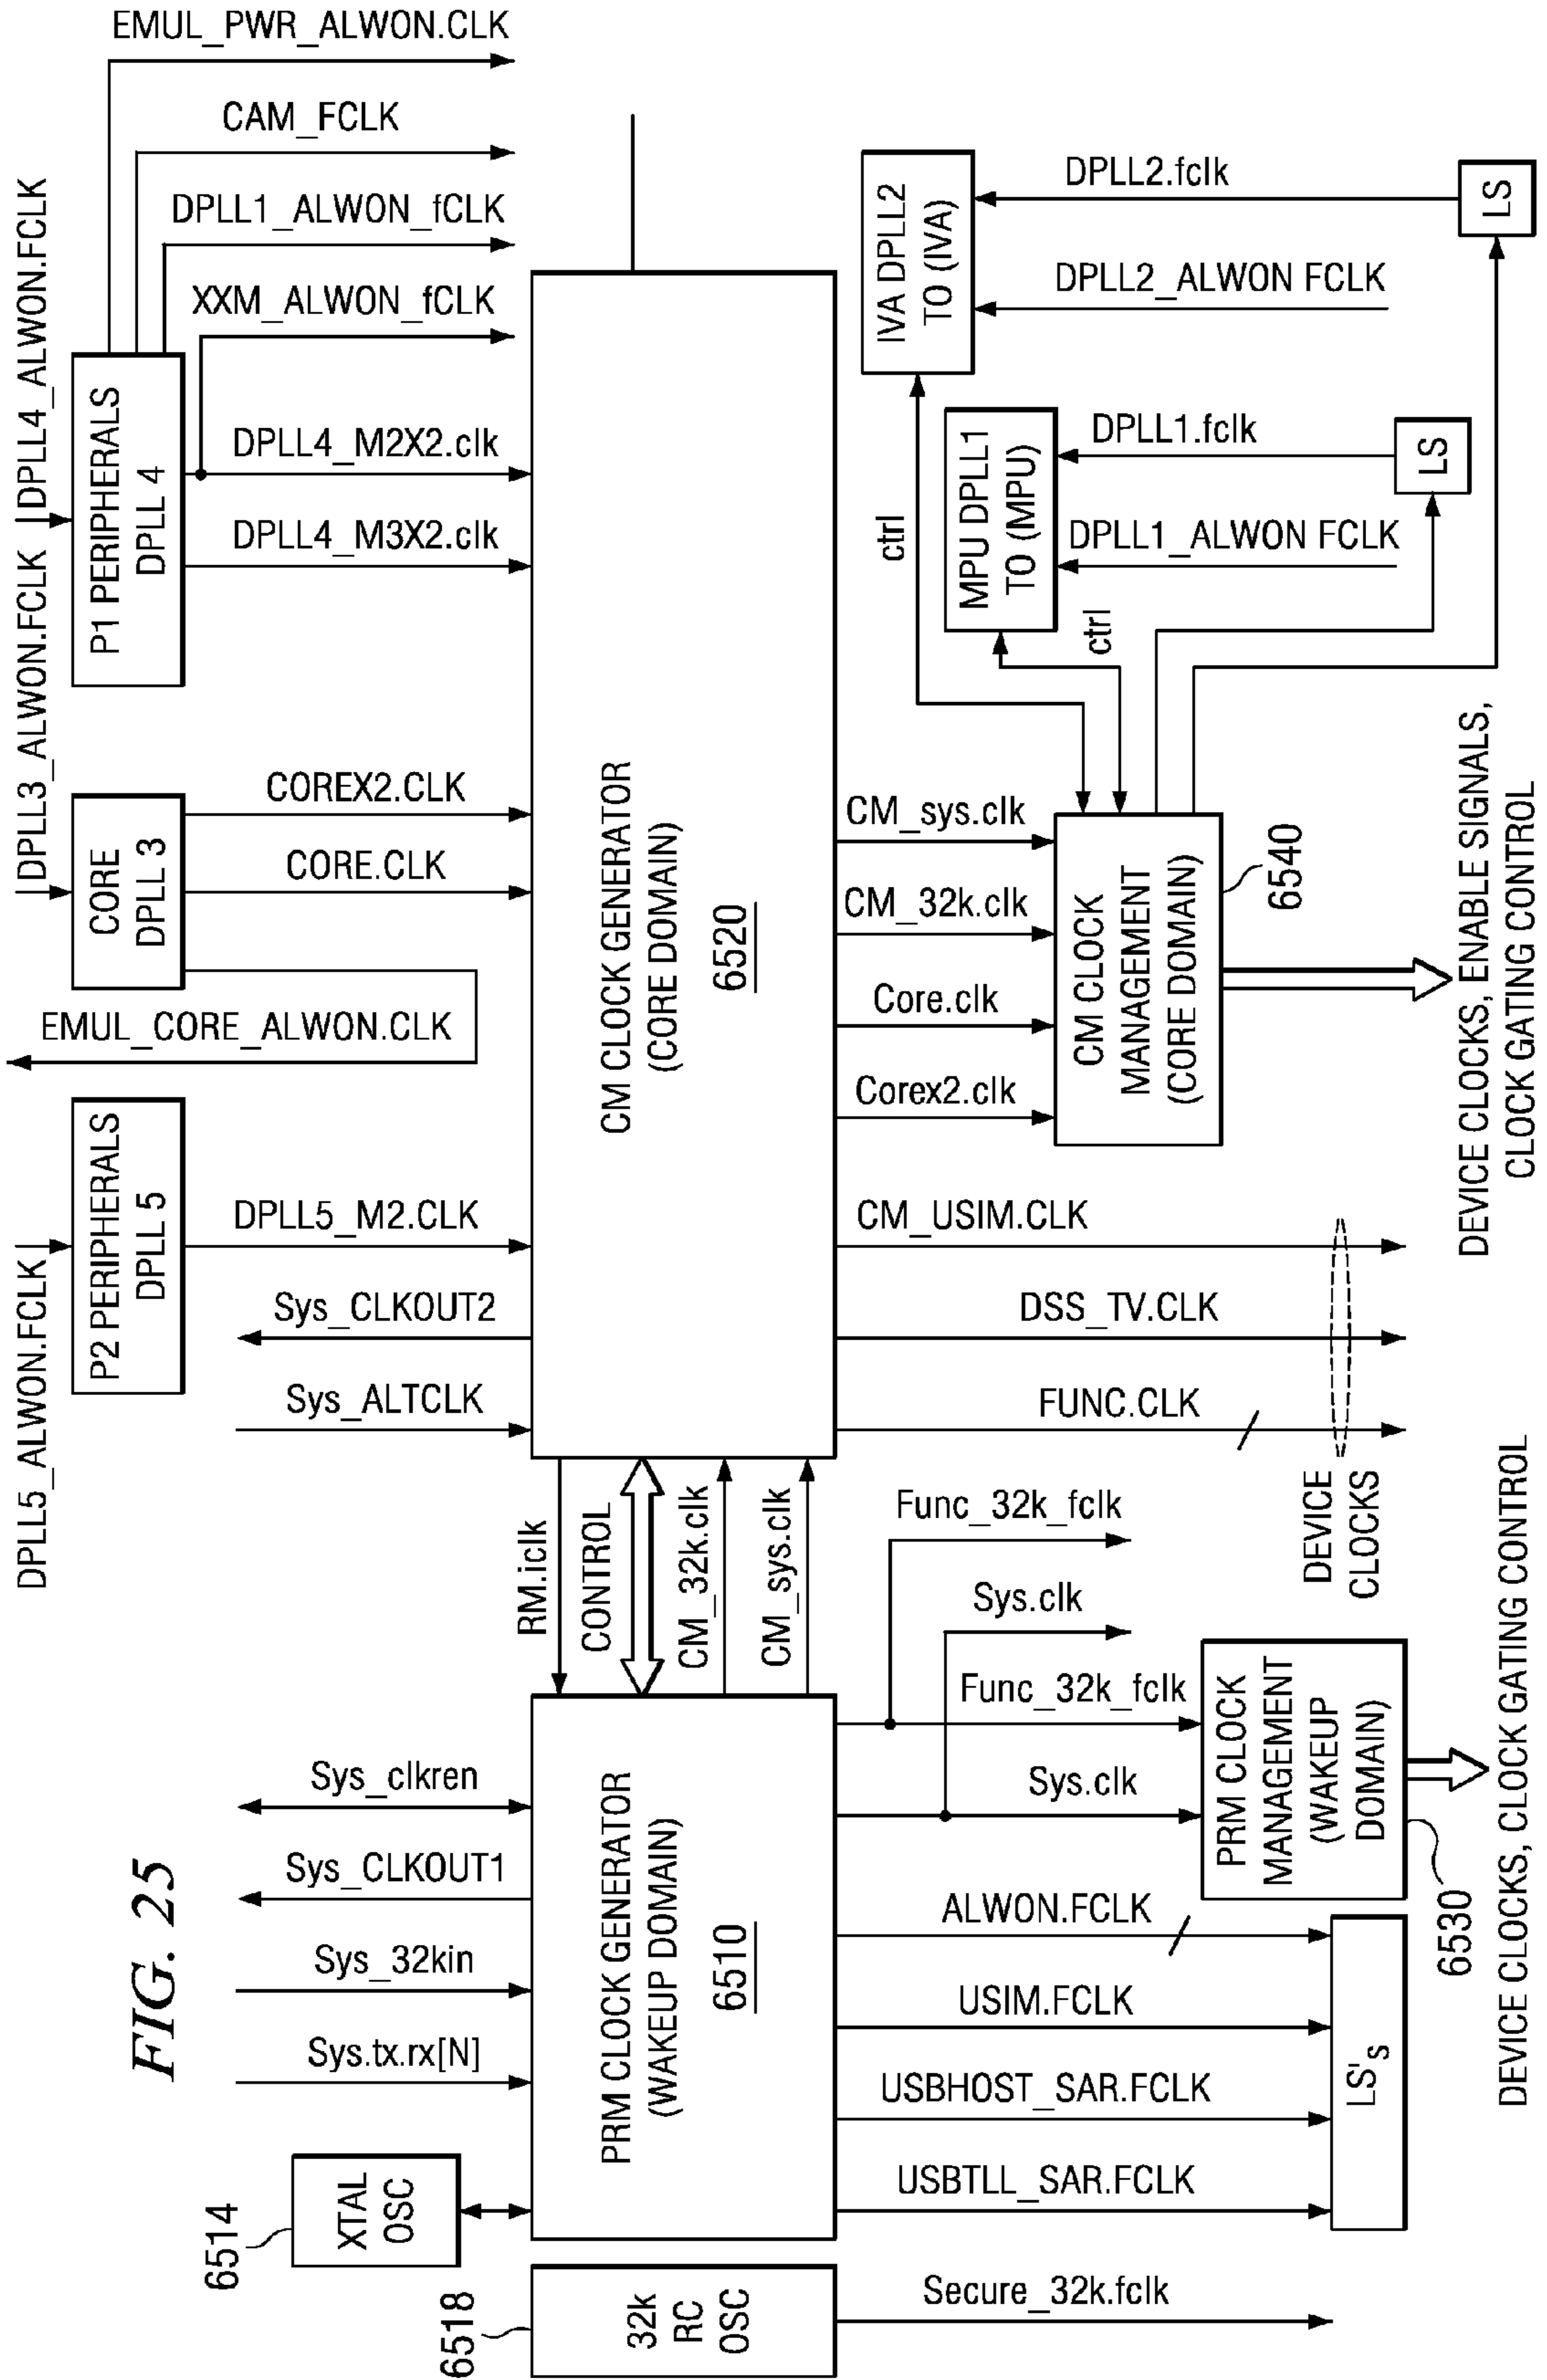 FIG. 25
DPLL5_ALWON.FCLK
DPLL3_ALWON.FCLK
DPLL4_ALWON.FCLK
P2 PERIPHERALS
DPLL 5
CORE
DPLL 3
P1 PERIPHERALS
DPLL 4
EMUL_CORE_ALWON.CLK
EMUL_PWR_ALWON.CLK
CAM_FCLK
DPLL1_ALWON_fCLK
XXM_ALWON_fCLK
6514
XTAL
OSC
Sys.tx.rx[N]
Sys_32kin
Sys_CLKOUT1
Sys_clkren
Sys_ALTCLK
Sys_CLKOUT2
DPLL5_M2.CLK
CORE.CLK
COREX2.CLK
DPLL4_M3X2.clk
DPLL4_M2X2.clk
6518
32k
RC
OSC
PRM CLOCK GENERATOR
(WAKEUP DOMAIN)
6510
RM.iclk
CONTROL
CM_32k.clk
CM_sys.clk
CM CLOCK GENERATOR
(CORE DOMAIN)
6520
Secure_32k.fclk
USBTLL_SAR.FCLK
USBHOST_SAR.FCLK
USIM.FCLK
ALWON.FCLK
Sys.clk
Func_32k_fclk
Sys.clk
Func_32k_fclk
FUNC.CLK
DSS_TV.CLK
CM_USIM.CLK
Corex2.clk
Core.clk
CM_32k.clk
CM_sys.clk
ctrl
ctrl
IVA DPLL2
TO (IVA)
MPU DPLL1
TO (MPU)
DPLL1_ALWON FCLK
DPLL1.fclk
DPLL2_ALWON FCLK
DPLL2.fclk
LS
LS
LS's
PRM CLOCK
MANAGEMENT
(WAKEUP
DOMAIN)
6530
DEVICE
CLOCKS
CM CLOCK
MANAGEMENT
(CORE DOMAIN)
6540
DEVICE CLOCKS, CLOCK GATING CONTROL
DEVICE CLOCKS, ENABLE SIGNALS,
CLOCK GATING CONTROL